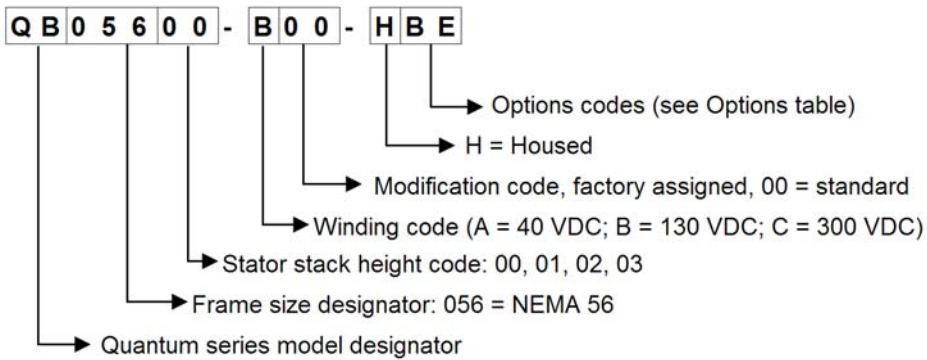 QB05600 - B00 - HBE
Options codes (see Options table)
H = Housed
Modification code, factory assigned, 00 = standard
Winding code (A = 40 VDC; B = 130 VDC; C = 300 VDC)
Stator stack height code: 00, 01, 02, 03
Frame size designator: 056 = NEMA 56
Quantum series model designator